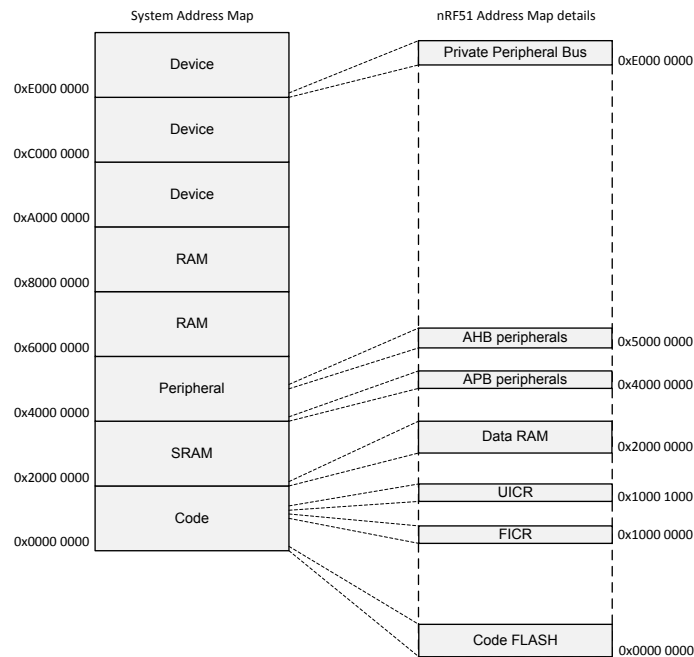 System Address Map
nRF51 Address Map details
Device
0xE000 0000
Device
0xC000 0000
Device
0xA000 0000
RAM
0x8000 0000
RAM
0x6000 0000
Peripheral
0x4000 0000
SRAM
0x2000 0000
Code
0x0000 0000
Private Peripheral Bus
0xE000 0000
AHB peripherals
0x5000 0000
APB peripherals
0x4000 0000
Data RAM
0x2000 0000
UICR
0x1000 1000
FICR
0x1000 0000
Code FLASH
0x0000 0000